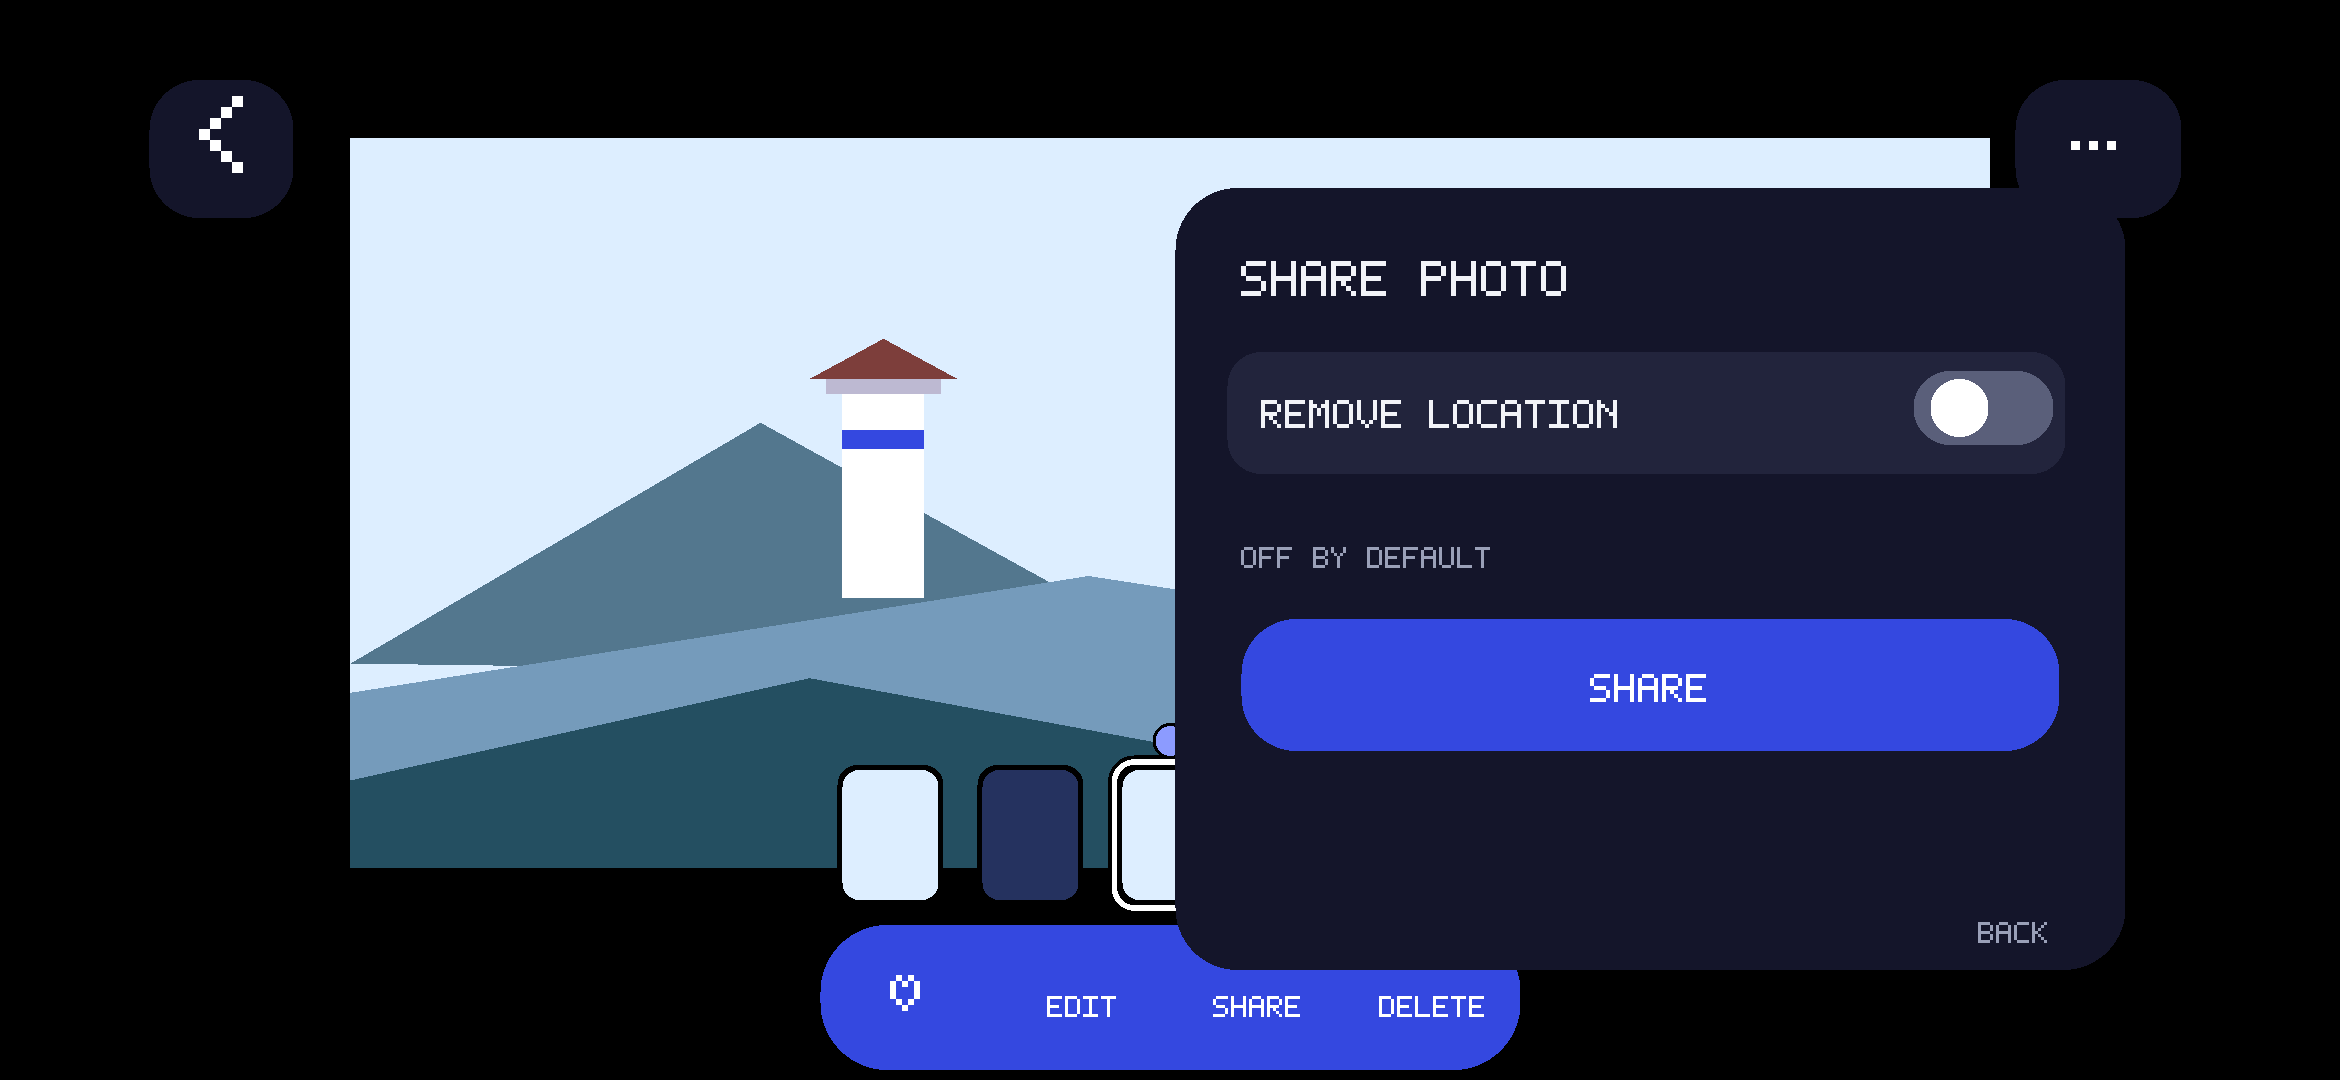 ...
SHARE PHOTO
REMOVE LOCATION
OFF BY DEFAULT
SHARE
BACK
EDIT SHARE DELETE